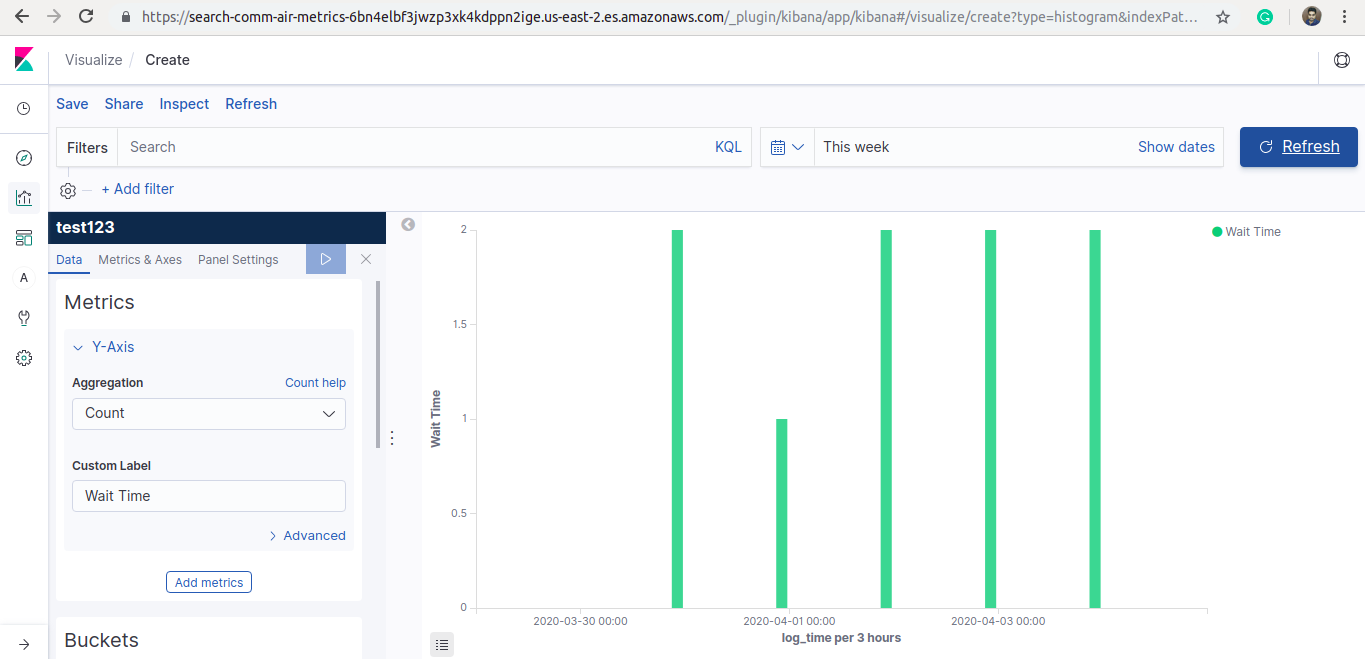 https://search-comm-air-metrics-6bn4elbf3jwzp3xk4kdppn2ige.us-east-2.es.amazonaws.com/_plugin/kibana/app/kibana#/visualize/create?type=histogram&indexPat...
Visualize / Create
Save Share Inspect Refresh
Filters Search KQL This week Show dates Refresh
+ Add filter
test123
Data Metrics & Axes Panel Settings
Metrics
Y-Axis
Aggregation Count help
Count
Custom Label
Wait Time
Advanced
Add metrics
Buckets
A
Wait Time
2
1.5
1
0.5
0
Wait Time
2020-03-30 00:00 2020-04-01 00:00 2020-04-03 00:00
log_time per 3 hours